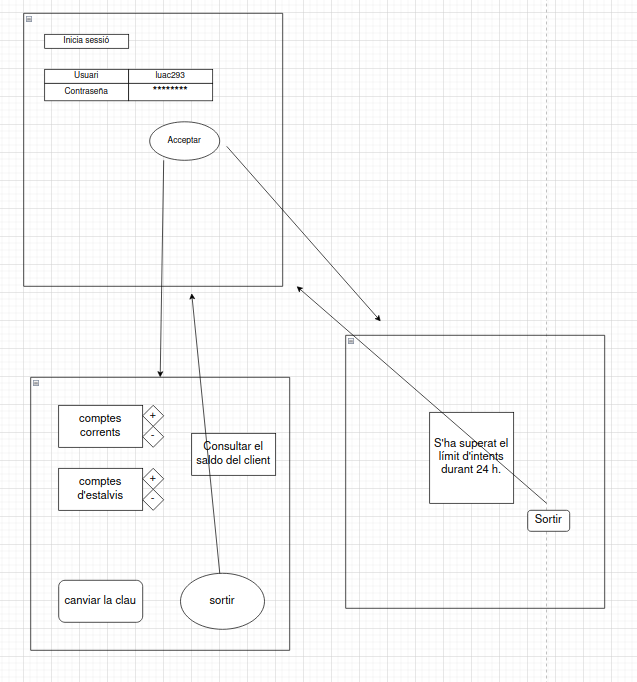 Inicia sessió
Usuari luac293
Contraseña ********
Acceptar
comptes
corrents
+
-
Consultar el
saldo del client
comptes
d'estalvis
+
-
canviar la clau
sortir
S'ha superat el
límit d'intents
durant 24 h.
Sortir